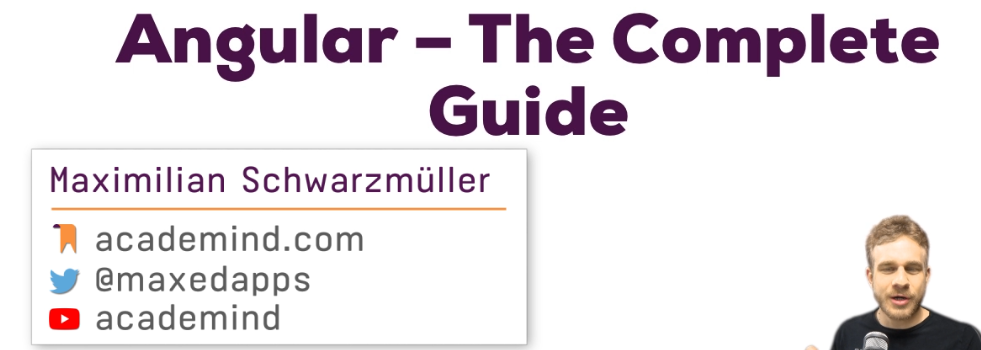 Angular – The Complete
Guide
Maximilian Schwarzmüller
academind.com
@maxedapps
academind